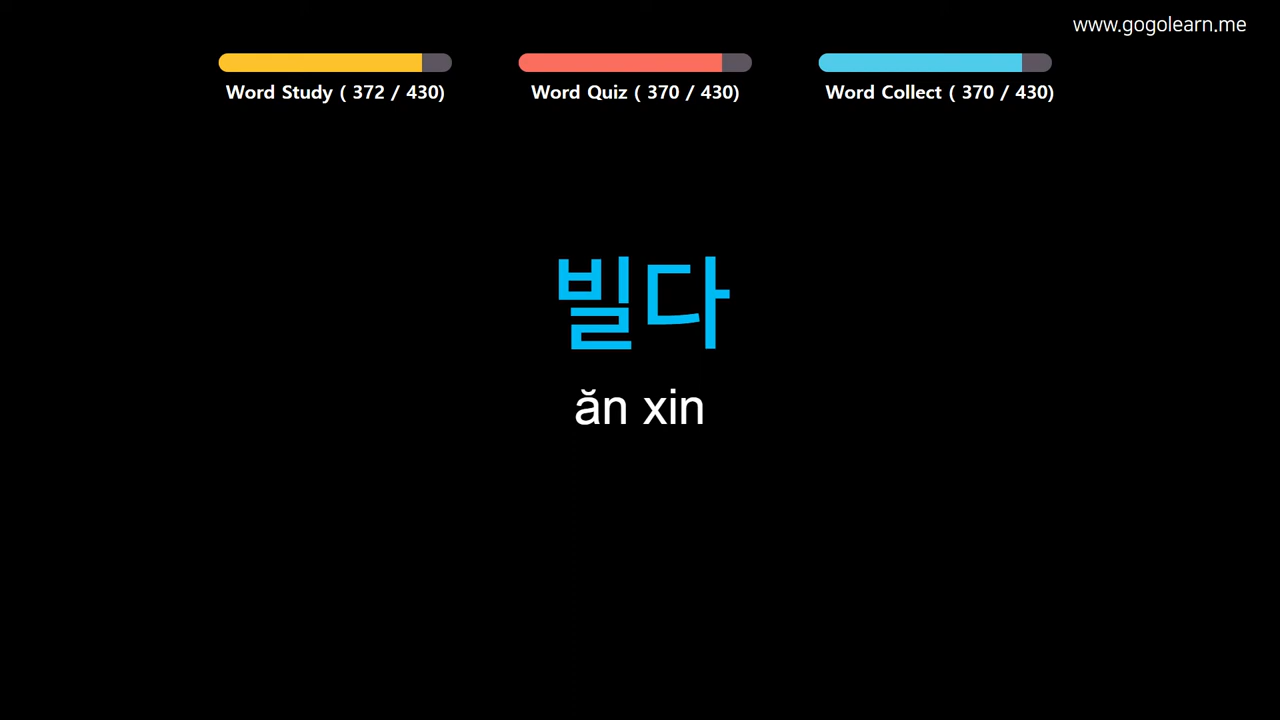 www.gogolearn.me
Word Study ( 372 / 430)
Word Quiz ( 370 / 430)
Word Collect ( 370 / 430)
빌다
ăn xin